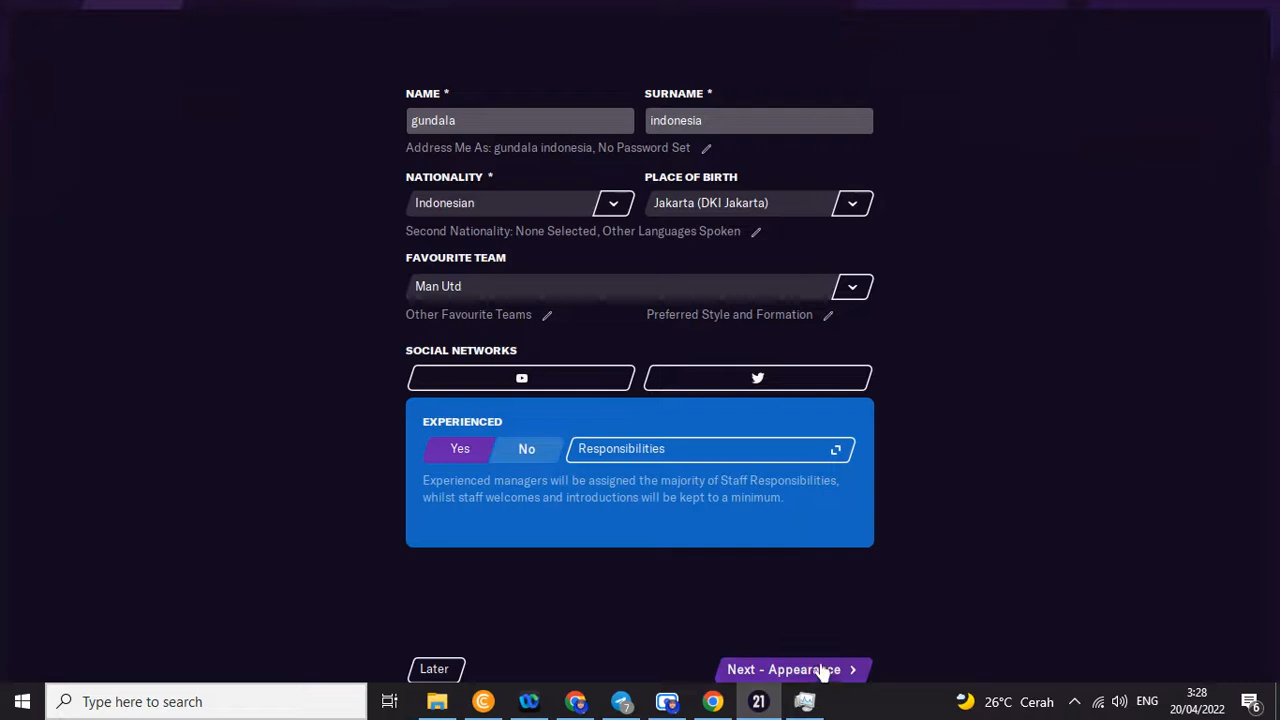 NAME *
SURNAME *
gundala
indonesia
Address Me As: gundala indonesia, No Password Set
NATIONALITY *
PLACE OF BIRTH
Indonesian
Jakarta (DKI Jakarta)
Second Nationality: None Selected, Other Languages Spoken
FAVOURITE TEAM
Man Utd
Other Favourite Teams
Preferred Style and Formation
SOCIAL NETWORKS
EXPERIENCED
Yes
No
Responsibilities
Experienced managers will be assigned the majority of Staff Responsibilities,
whilst staff welcomes and introductions will be kept to a minimum.
Later
Next - Appearance
Type here to search
7
21
26°C Cerah
ENG
3:28
20/04/2022
6